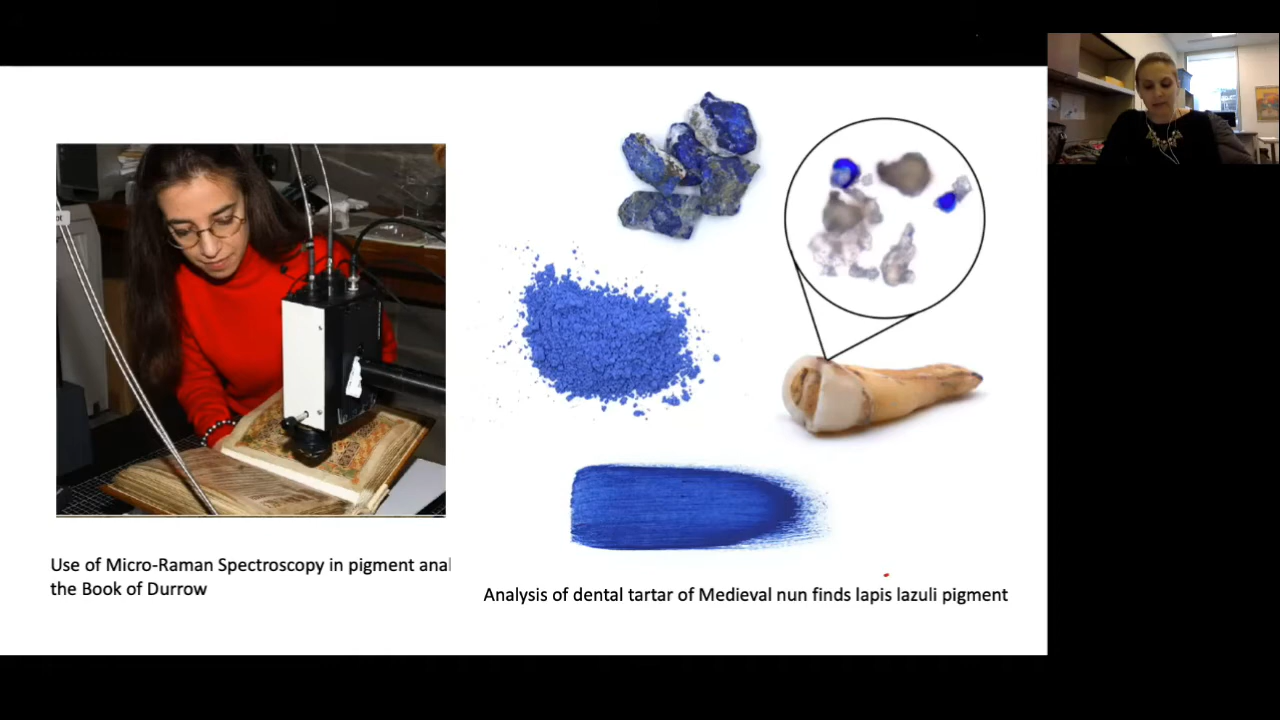 Use of Micro-Raman Spectroscopy in pigment anal
the Book of Durrow
Analysis of dental tartar of Medieval nun finds lapis lazuli pigment